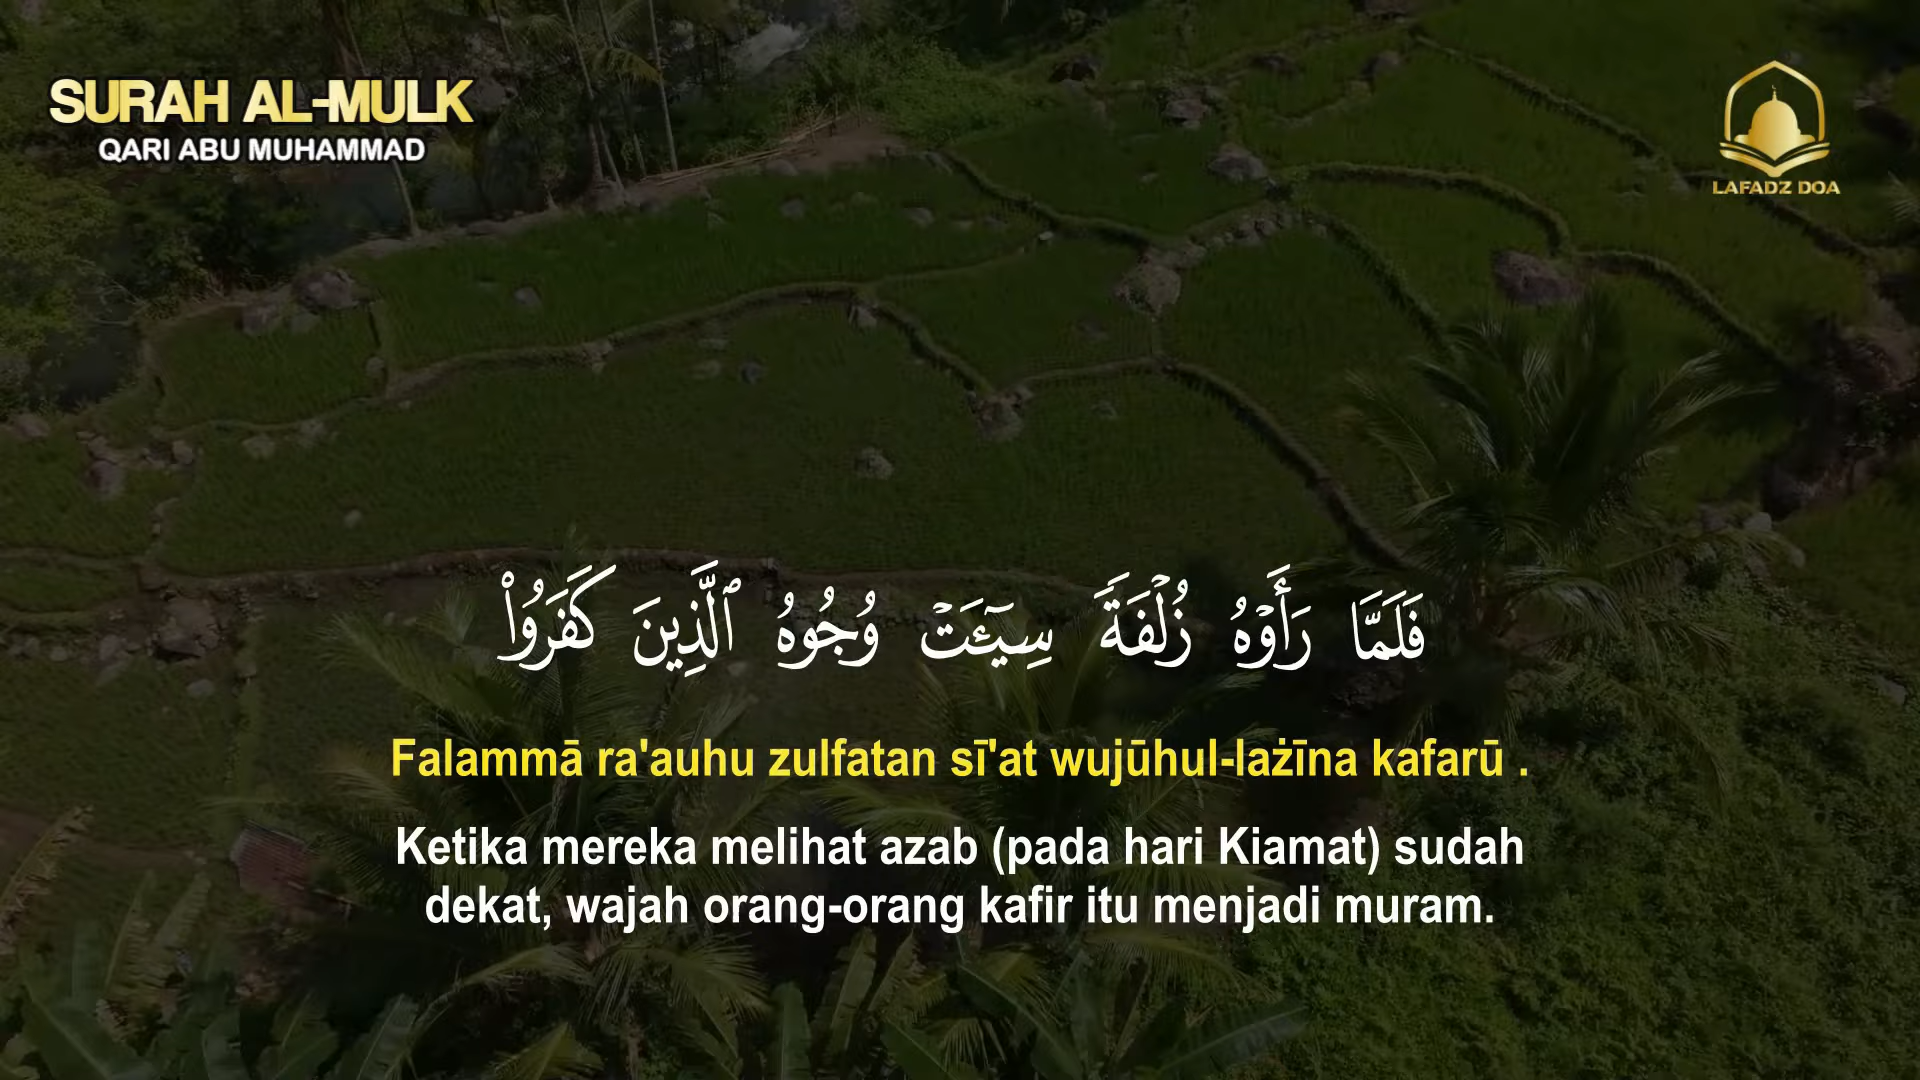 SURAH AL-MULK
QARI ABU MUHAMMAD
LAFADZ DOA
فَلَمَّا رَأَوْهُ زُلْفَةً سِيٓـَٔتْ وُجُوهُ ٱلَّذِينَ كَفَرُوا۟
Falammā ra'auhu zulfatan sī'at wujūhul-lażīna kafarū .
Ketika mereka melihat azab (pada hari Kiamat) sudah
dekat, wajah orang-orang kafir itu menjadi muram.